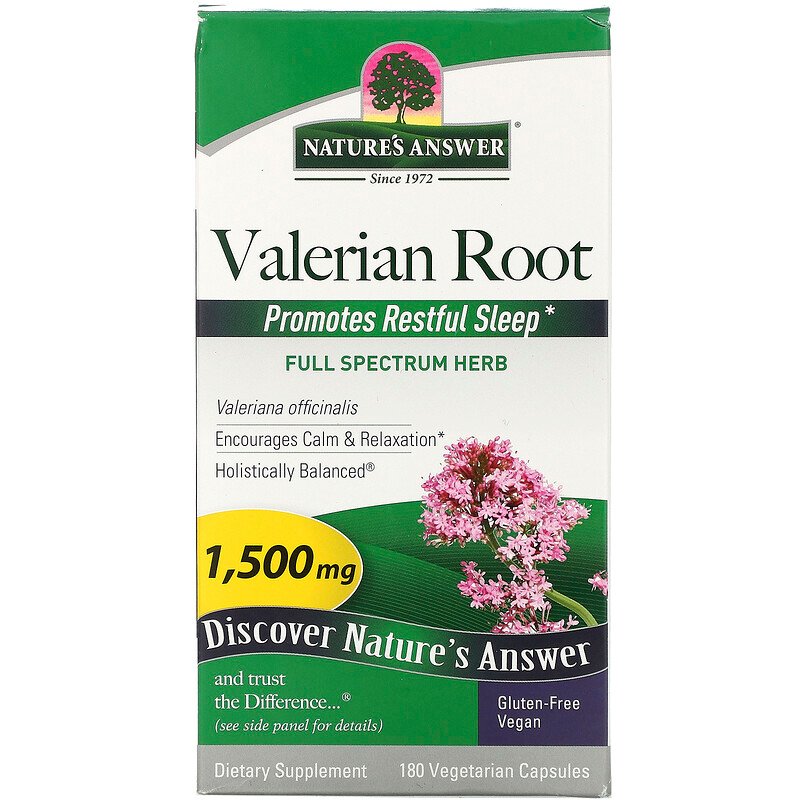 NATURE'S ANSWER®
Since 1972
Valerian Root
Promotes Restful Sleep*
FULL SPECTRUM HERB
Valeriana officinalis
Encourages Calm & Relaxation*
Holistically Balanced®
1,500 mg
Discover Nature's Answer
and trust
the Difference...®
(see side panel for details)
Gluten-Free
Vegan
Dietary Supplement
180 Vegetarian Capsules